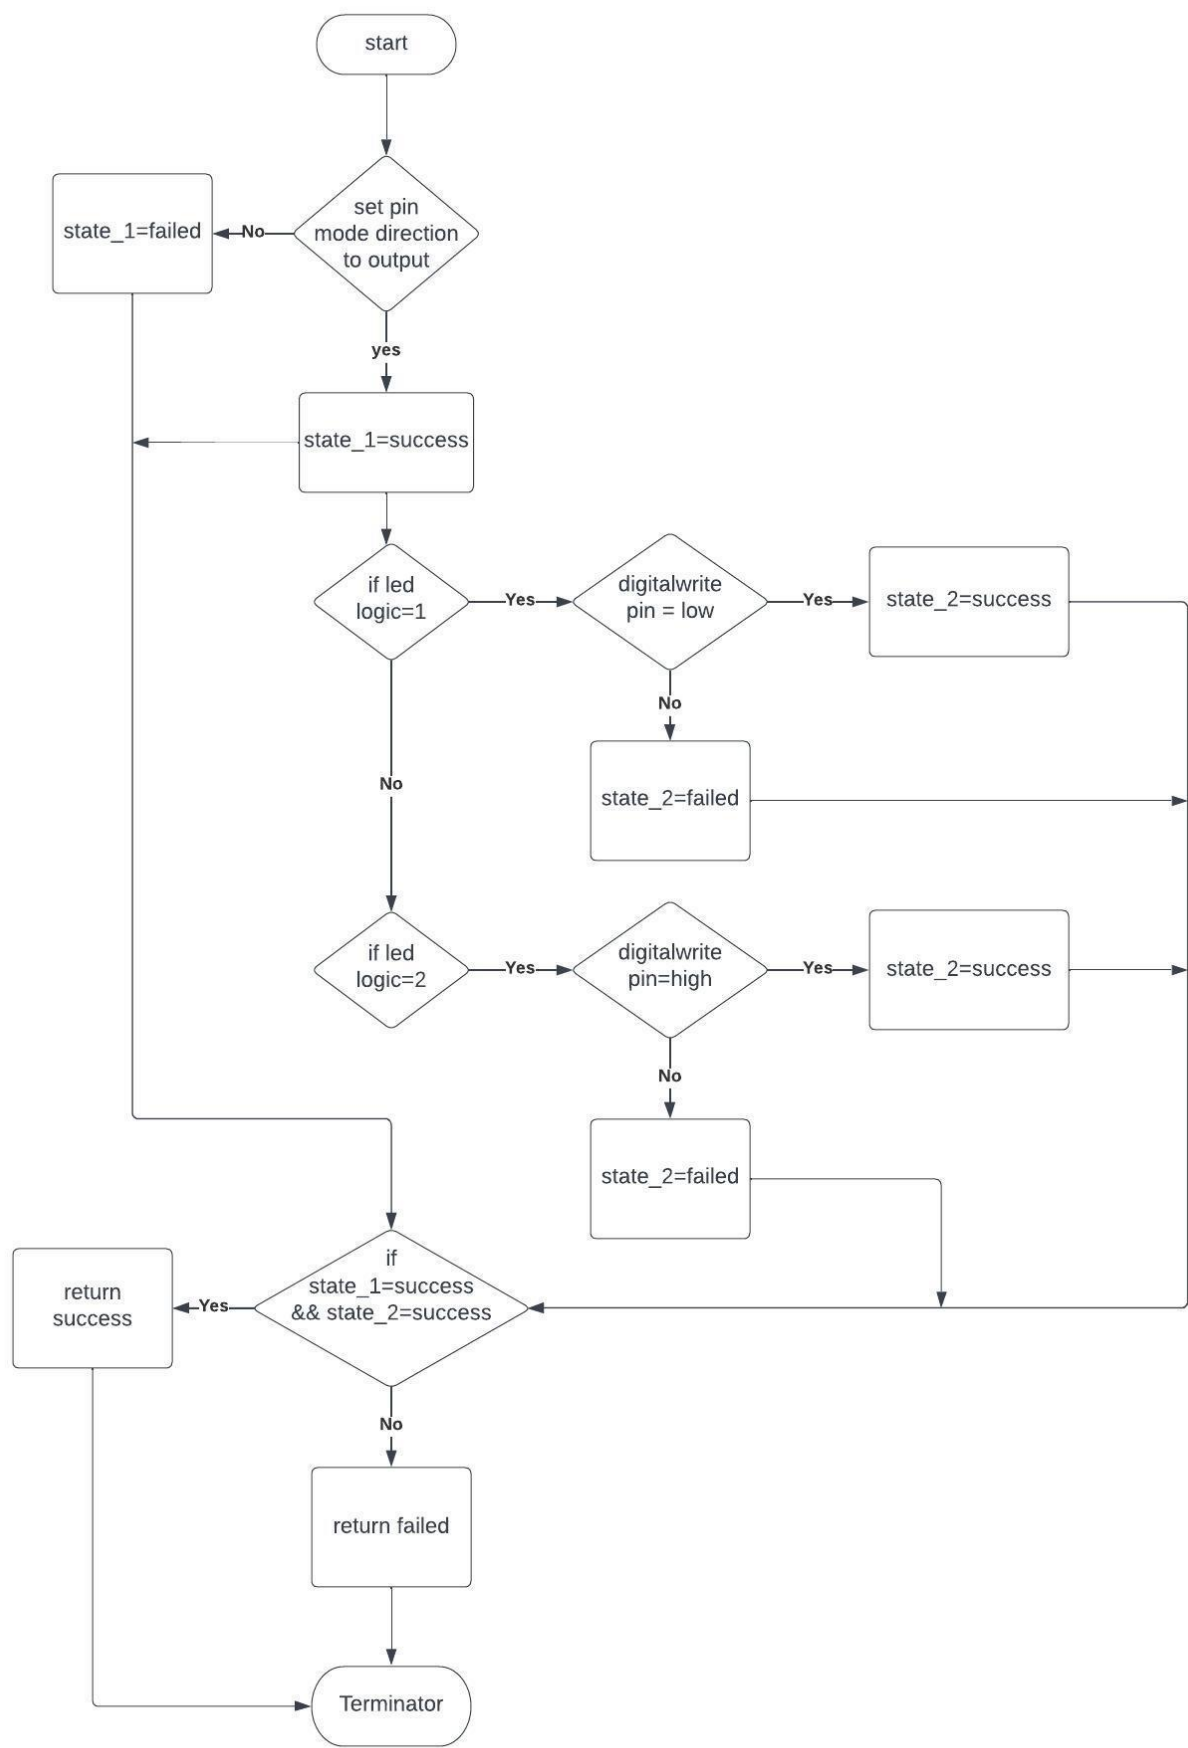 start
set pin
mode direction
to output
No
state_1=failed
yes
state_1=success
if led
logic=1
Yes
digitalwrite
pin = low
Yes
state_2=success
No
state_2=failed
No
if led
logic=2
Yes
digitalwrite
pin=high
Yes
state_2=success
No
state_2=failed
if
state_1=success
&& state_2=success
Yes
return
success
No
return failed
Terminator